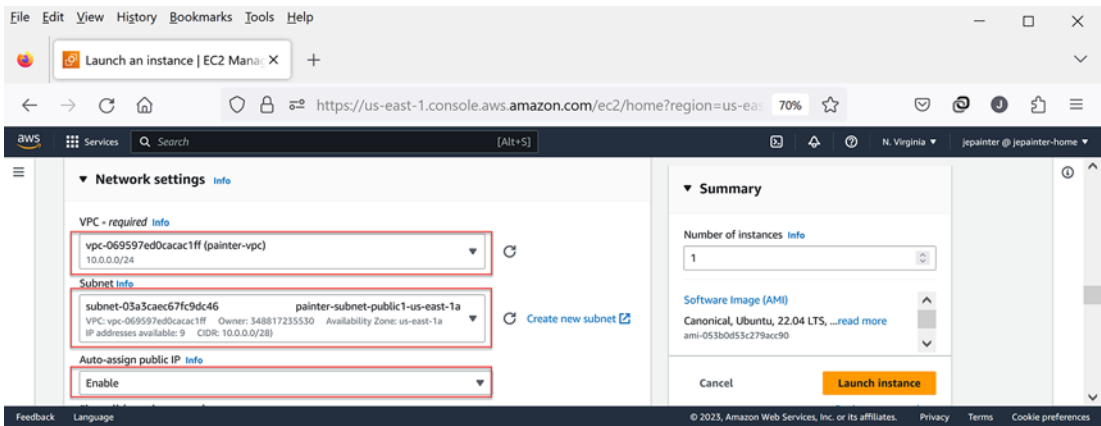 File Edit View History Bookmarks Tools Help
Launch an instance | EC2 Manag
https://us-east-1.console.aws.amazon.com/ec2/home?region=us-eas 70%
aws Services Search [Alt+S] N. Virginia jepainter @ jepainter-home
Network settings Info
VPC - required Info
vpc-069597ed0cacac1ff (painter-vpc)
10.0.0.0/24
Subnet Info
subnet-03a3caec67fc9dc46 painter-subnet-public1-us-east-1a
VPC: vpc-069597ed0cacac1ff Owner: 348817235530 Availability Zone: us-east-1a
IP addresses available: 9 CIDR: 10.0.0.0/28)
Create new subnet
Auto-assign public IP Info
Enable
Summary
Number of instances Info
1
Software Image (AMI)
Canonical, Ubuntu, 22.04 LTS, ...read more
ami-053b0d53c279acc90
Cancel Launch instance
Feedback Language © 2023, Amazon Web Services, Inc. or its affiliates. Privacy Terms Cookie preferences